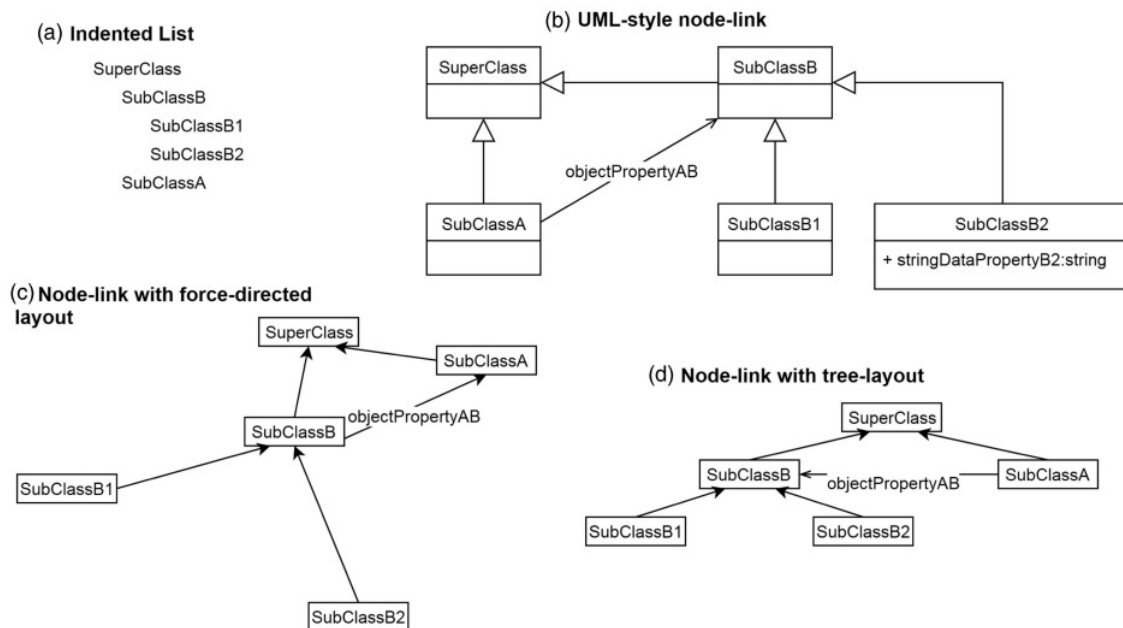 (a) Indented List
SuperClass
SubClassB
SubClassB1
SubClassB2
SubClassA
(b) UML-style node-link
SuperClass
SubClassB
objectPropertyAB
SubClassA
SubClassB1
SubClassB2
+ stringDataPropertyB2:string
(c) Node-link with force-directed
layout
SuperClass
SubClassA
objectPropertyAB
SubClassB
SubClassB1
SubClassB2
(d) Node-link with tree-layout
SuperClass
SubClassB
objectPropertyAB
SubClassA
SubClassB1
SubClassB2